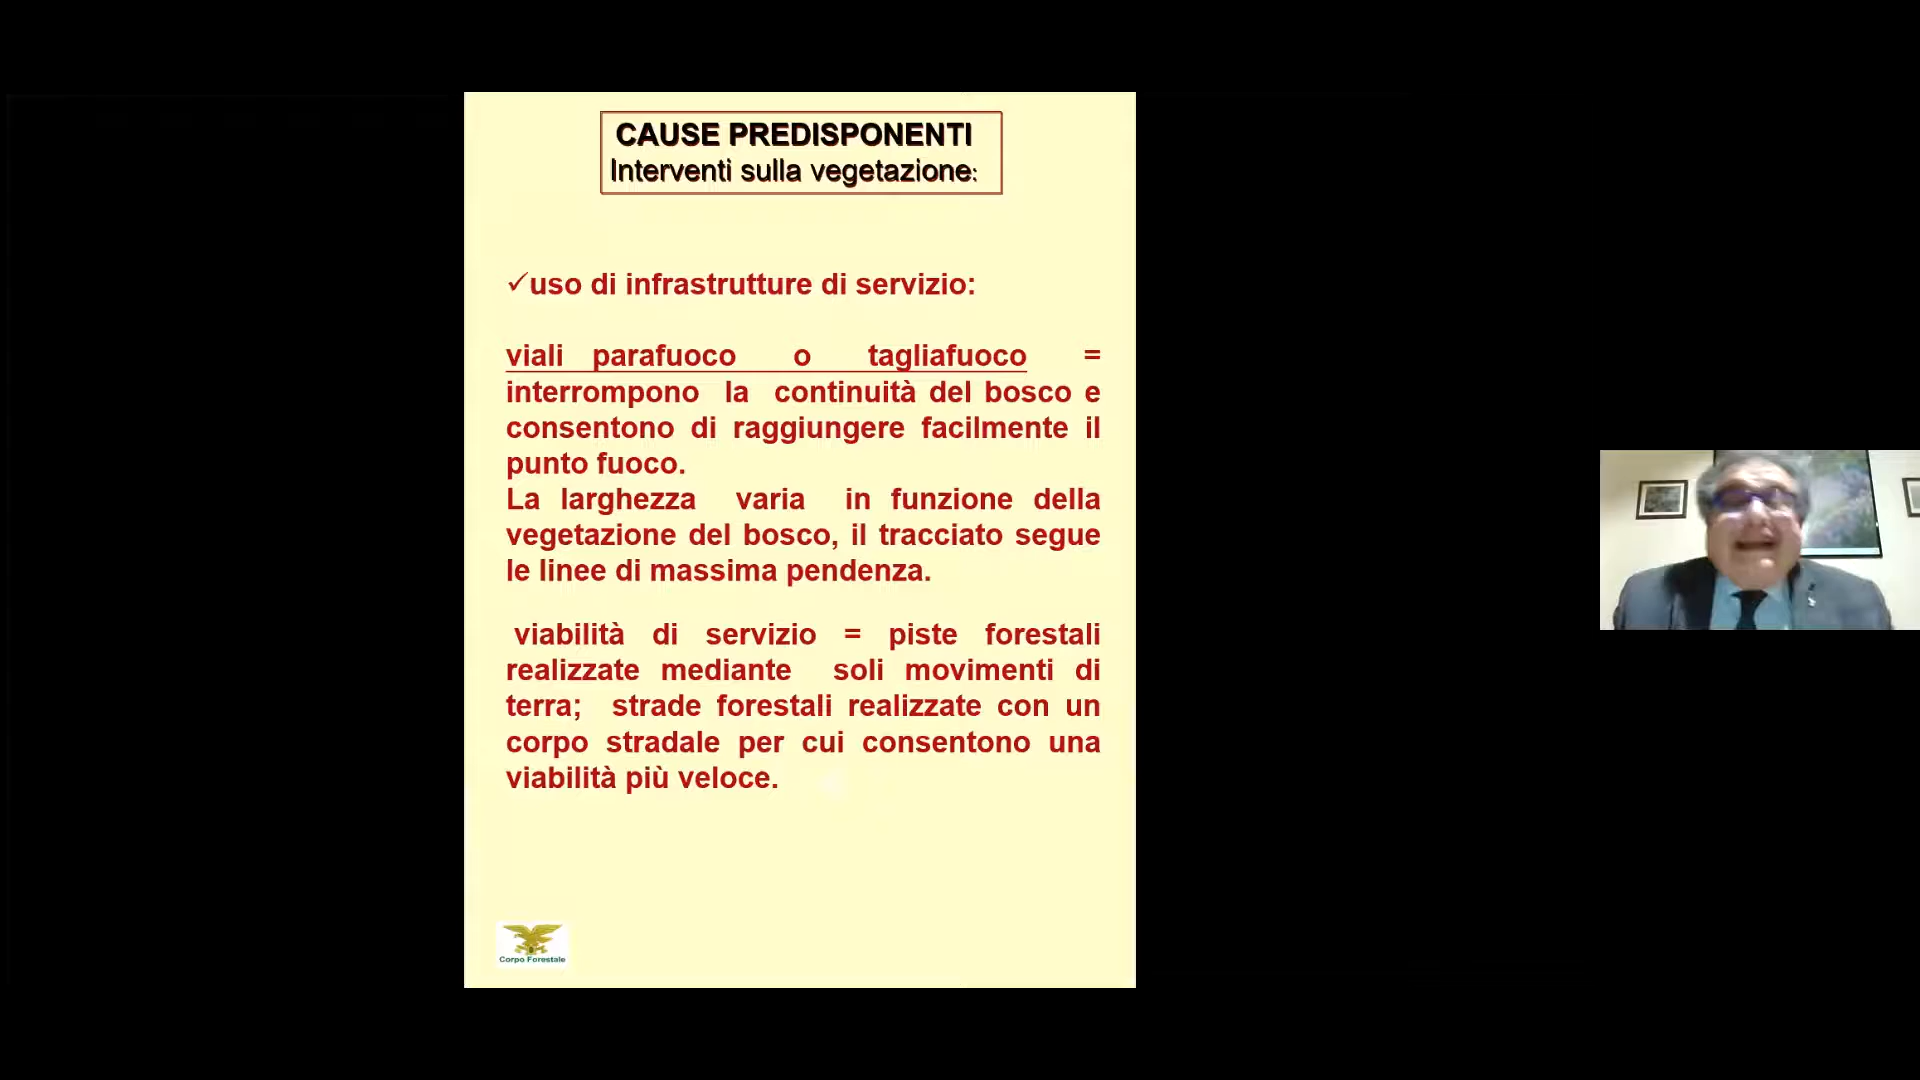 CAUSE PREDISPONENTI
Interventi sulla vegetazione:
✓uso di infrastrutture di servizio:
viali parafuoco o tagliafuoco =
interrompono la continuità del bosco e
consentono di raggiungere facilmente il
punto fuoco.
La larghezza varia in funzione della
vegetazione del bosco, il tracciato segue
le linee di massima pendenza.
viabilità di servizio = piste forestali
realizzate mediante soli movimenti di
terra; strade forestali realizzate con un
corpo stradale per cui consentono una
viabilità più veloce.
Corpo Forestale